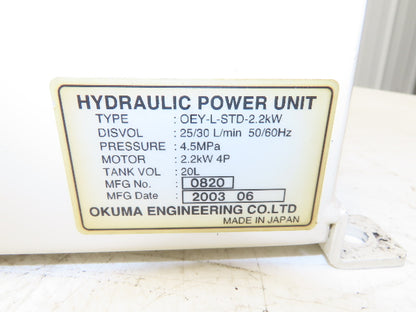 HYDRAULIC POWER UNIT
TYPE : OEY-L-STD-2.2kW
DISVOL : 25/30 L/min 50/60Hz
PRESSURE : 4.5MPa
MOTOR : 2.2kW 4P
TANK VOL : 20L
MFG No. : 0820
MFG Date : 2003 06
OKUMA ENGINEERING CO.LTD
MADE IN JAPAN